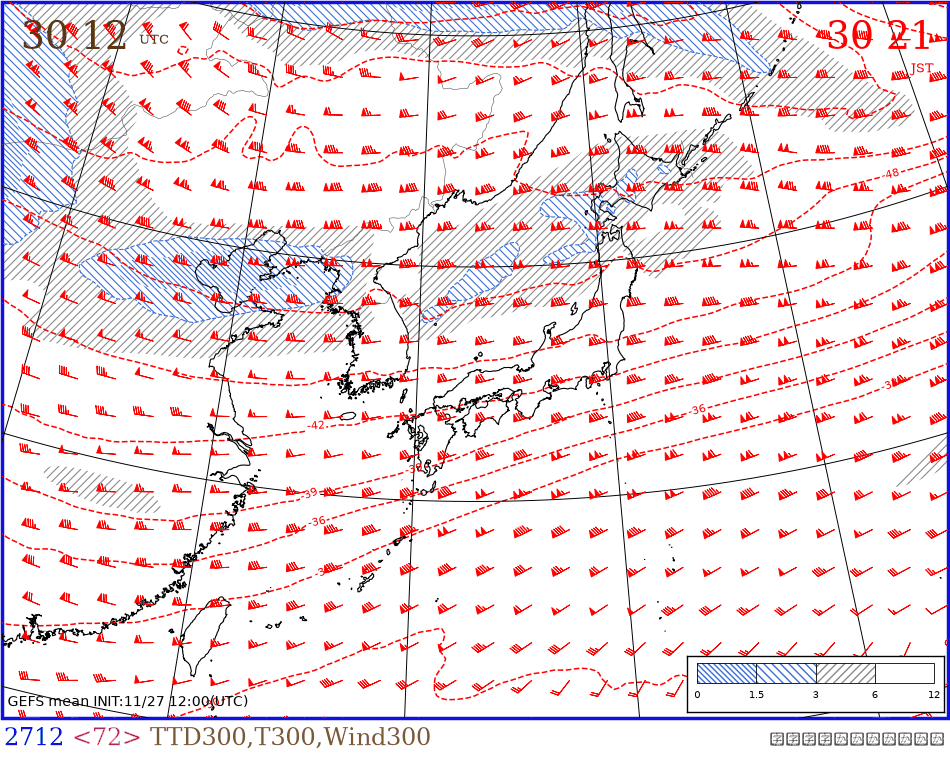 30 12 UTC
30 21 JST
-48
-36
-42
-39
-36
0 1.5 3 6 12
GEFS mean INIT:11/27 12:00(UTC)
2712 <72> TTD300,T300,Wind300